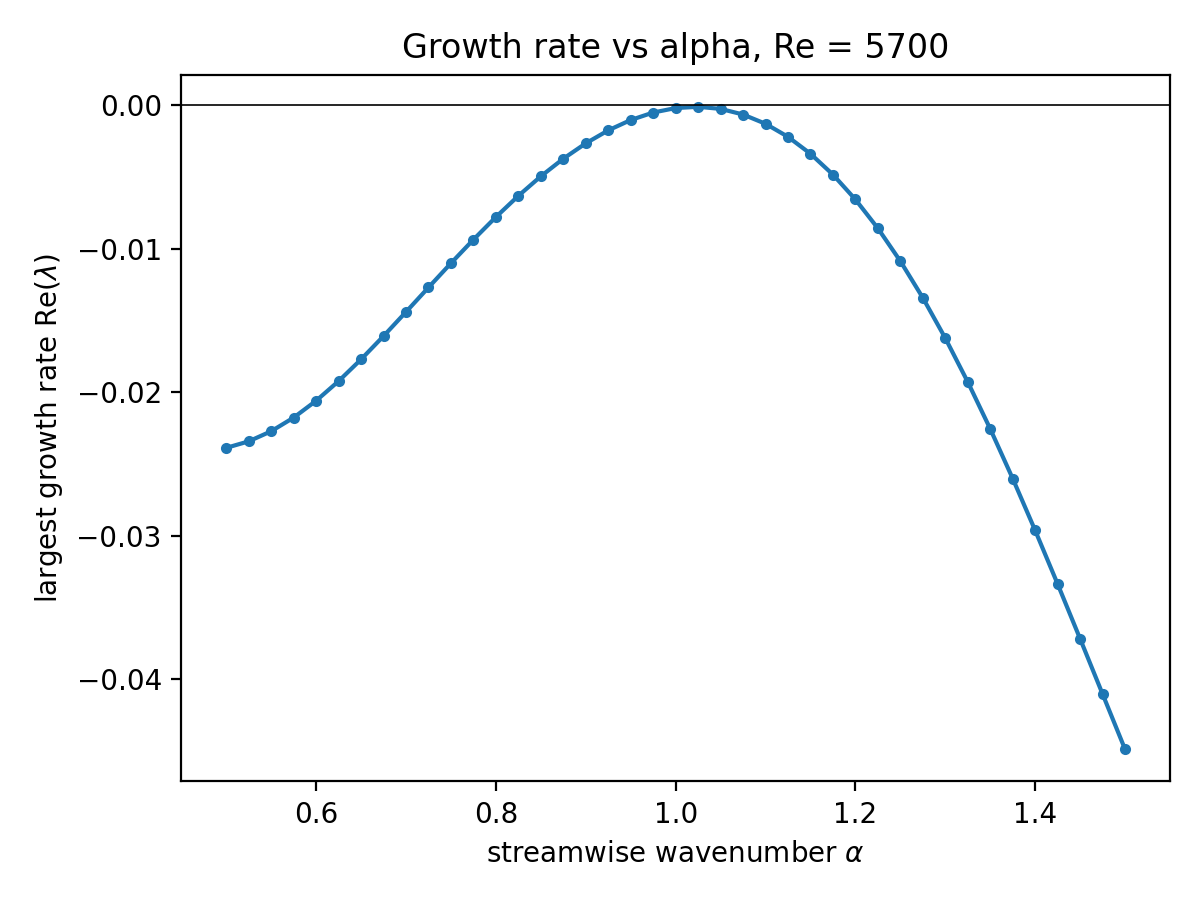 Growth rate vs alpha, Re = 5700
largest growth rate Re(λ)
0.00
−0.01
−0.02
−0.03
−0.04
0.6 0.8 1.0 1.2 1.4
streamwise wavenumber α